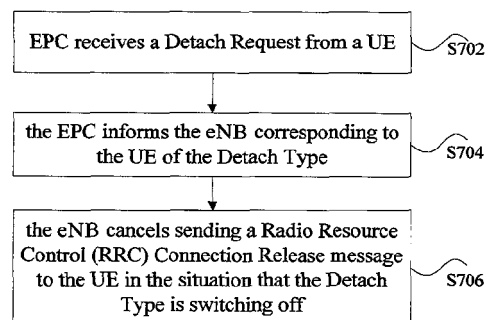 EPC receives a Detach Request from a UE
S702
the EPC informs the eNB corresponding to
the UE of the Detach Type
S704
the eNB cancels sending a Radio Resource
Control (RRC) Connection Release message
to the UE in the situation that the Detach
Type is switching off
S706